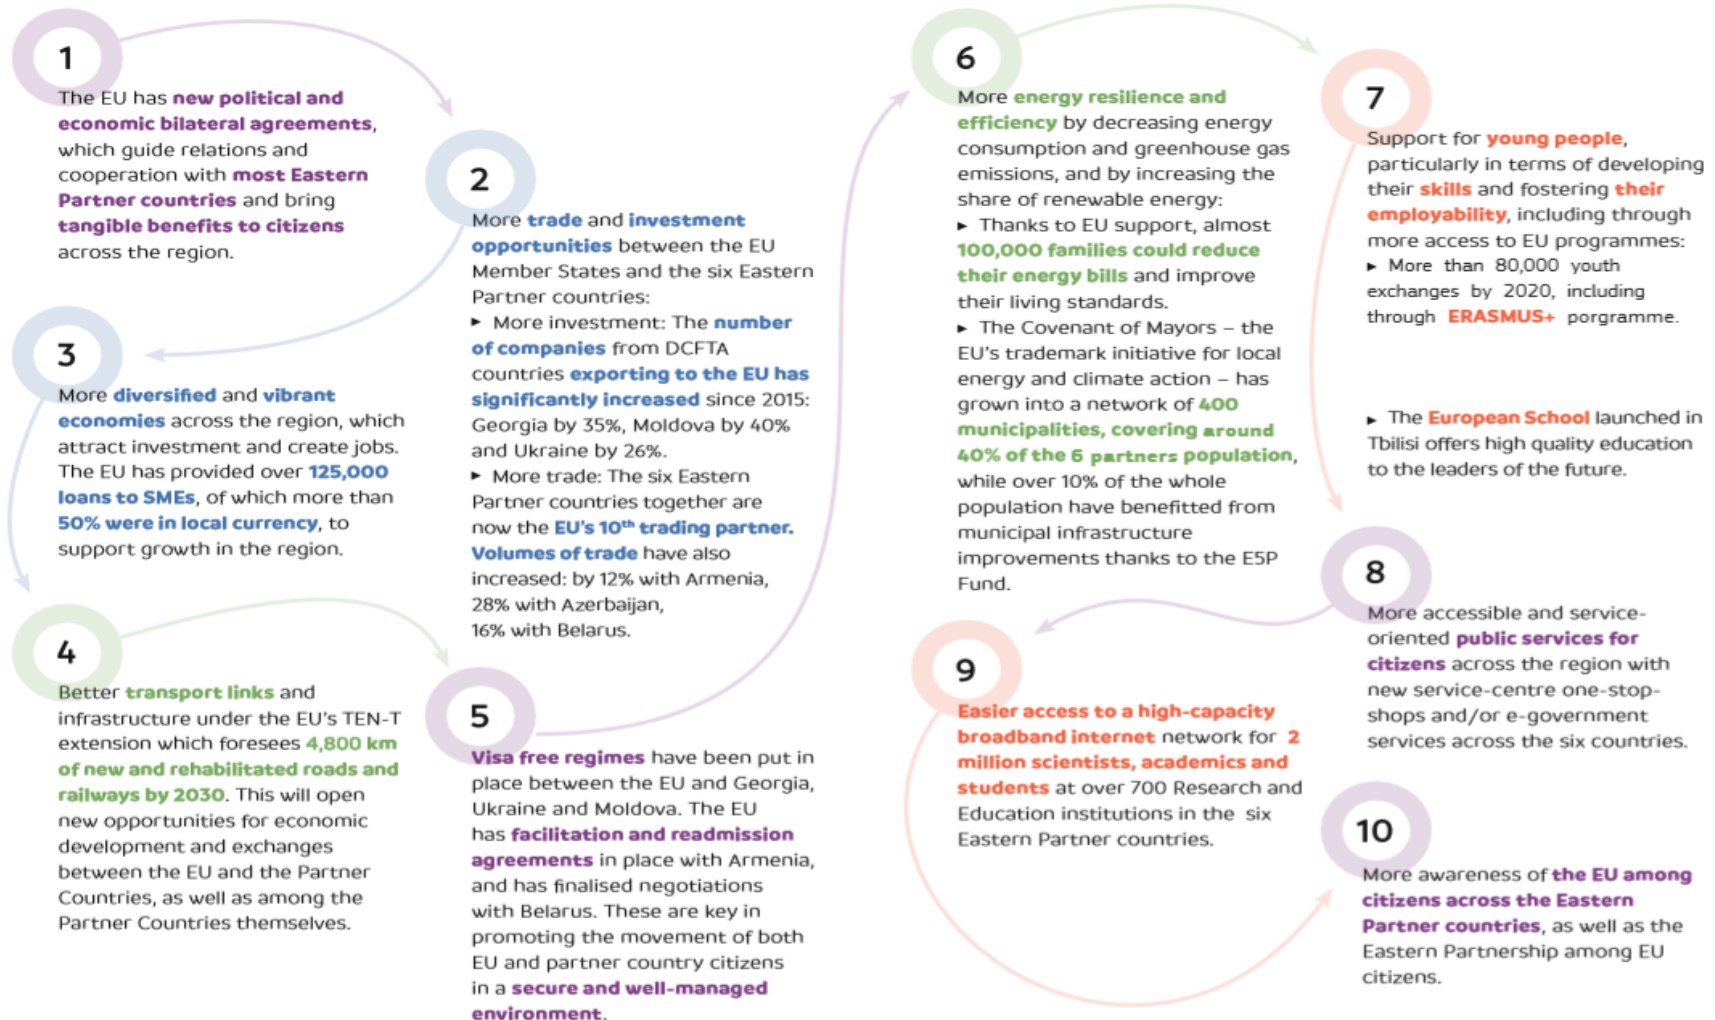 1
The EU has new political and
economic bilateral agreements,
which guide relations and
cooperation with most Eastern
Partner countries and bring
tangible benefits to citizens
across the region.
2
More trade and investment
opportunities between the EU
Member States and the six Eastern
Partner countries:
► More investment: The number
of companies from DCFTA
countries exporting to the EU has
significantly increased since 2015:
Georgia by 35%, Moldova by 40%
and Ukraine by 26%.
► More trade: The six Eastern
Partner countries together are
now the EU's 10th trading partner.
Volumes of trade have also
increased: by 12% with Armenia,
28% with Azerbaijan,
16% with Belarus.
3
More diversified and vibrant
economies across the region, which
attract investment and create jobs.
The EU has provided over 125,000
loans to SMEs, of which more than
50% were in local currency, to
support growth in the region.
4
Better transport links and
infrastructure under the EU's TEN-T
extension which foresees 4,800 km
of new and rehabilitated roads and
railways by 2030. This will open
new opportunities for economic
development and exchanges
between the EU and the Partner
Countries, as well as among the
Partner Countries themselves.
5
Visa free regimes have been put in
place between the EU and Georgia,
Ukraine and Moldova. The EU
has facilitation and readmission
agreements in place with Armenia,
and has finalised negotiations
with Belarus. These are key in
promoting the movement of both
EU and partner country citizens
in a secure and well-managed
environment.
6
More energy resilience and
efficiency by decreasing energy
consumption and greenhouse gas
emissions, and by increasing the
share of renewable energy:
► Thanks to EU support, almost
100,000 families could reduce
their energy bills and improve
their living standards.
► The Covenant of Mayors – the
EU's trademark initiative for local
energy and climate action – has
grown into a network of 400
municipalities, covering around
40% of the 6 partners population,
while over 10% of the whole
population have benefitted from
municipal infrastructure
improvements thanks to the E5P
Fund.
7
Support for young people,
particularly in terms of developing
their skills and fostering their
employability, including through
more access to EU programmes:
► More than 80,000 youth
exchanges by 2020, including
through ERASMUS+ porgramme.
► The European School launched in
Tbilisi offers high quality education
to the leaders of the future.
8
More accessible and service-
oriented public services for
citizens across the region with
new service-centre one-stop-
shops and/or e-government
services across the six countries.
9
Easier access to a high-capacity
broadband internet network for 2
million scientists, academics and
students at over 700 Research and
Education institutions in the six
Eastern Partner countries.
10
More awareness of the EU among
citizens across the Eastern
Partner countries, as well as the
Eastern Partnership among EU
citizens.